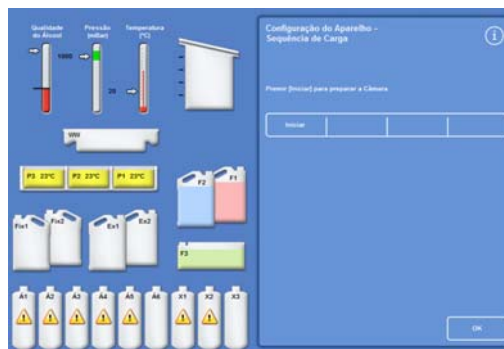 Qualidade do Álcool
Pressão (mBar)
Temperatura (°C)
1000
35
WW
P3 23°C
P2 23°C
P1 23°C
F2
F1
Fix1
Fix2
Ex1
Ex2
F3
A1
A2
A3
A4
A5
A6
X1
X2
X3
Configuração do Aparelho -
Sequência de Carga
i
Premir [Iniciar] para preparar a Câmara
Iniciar
OK